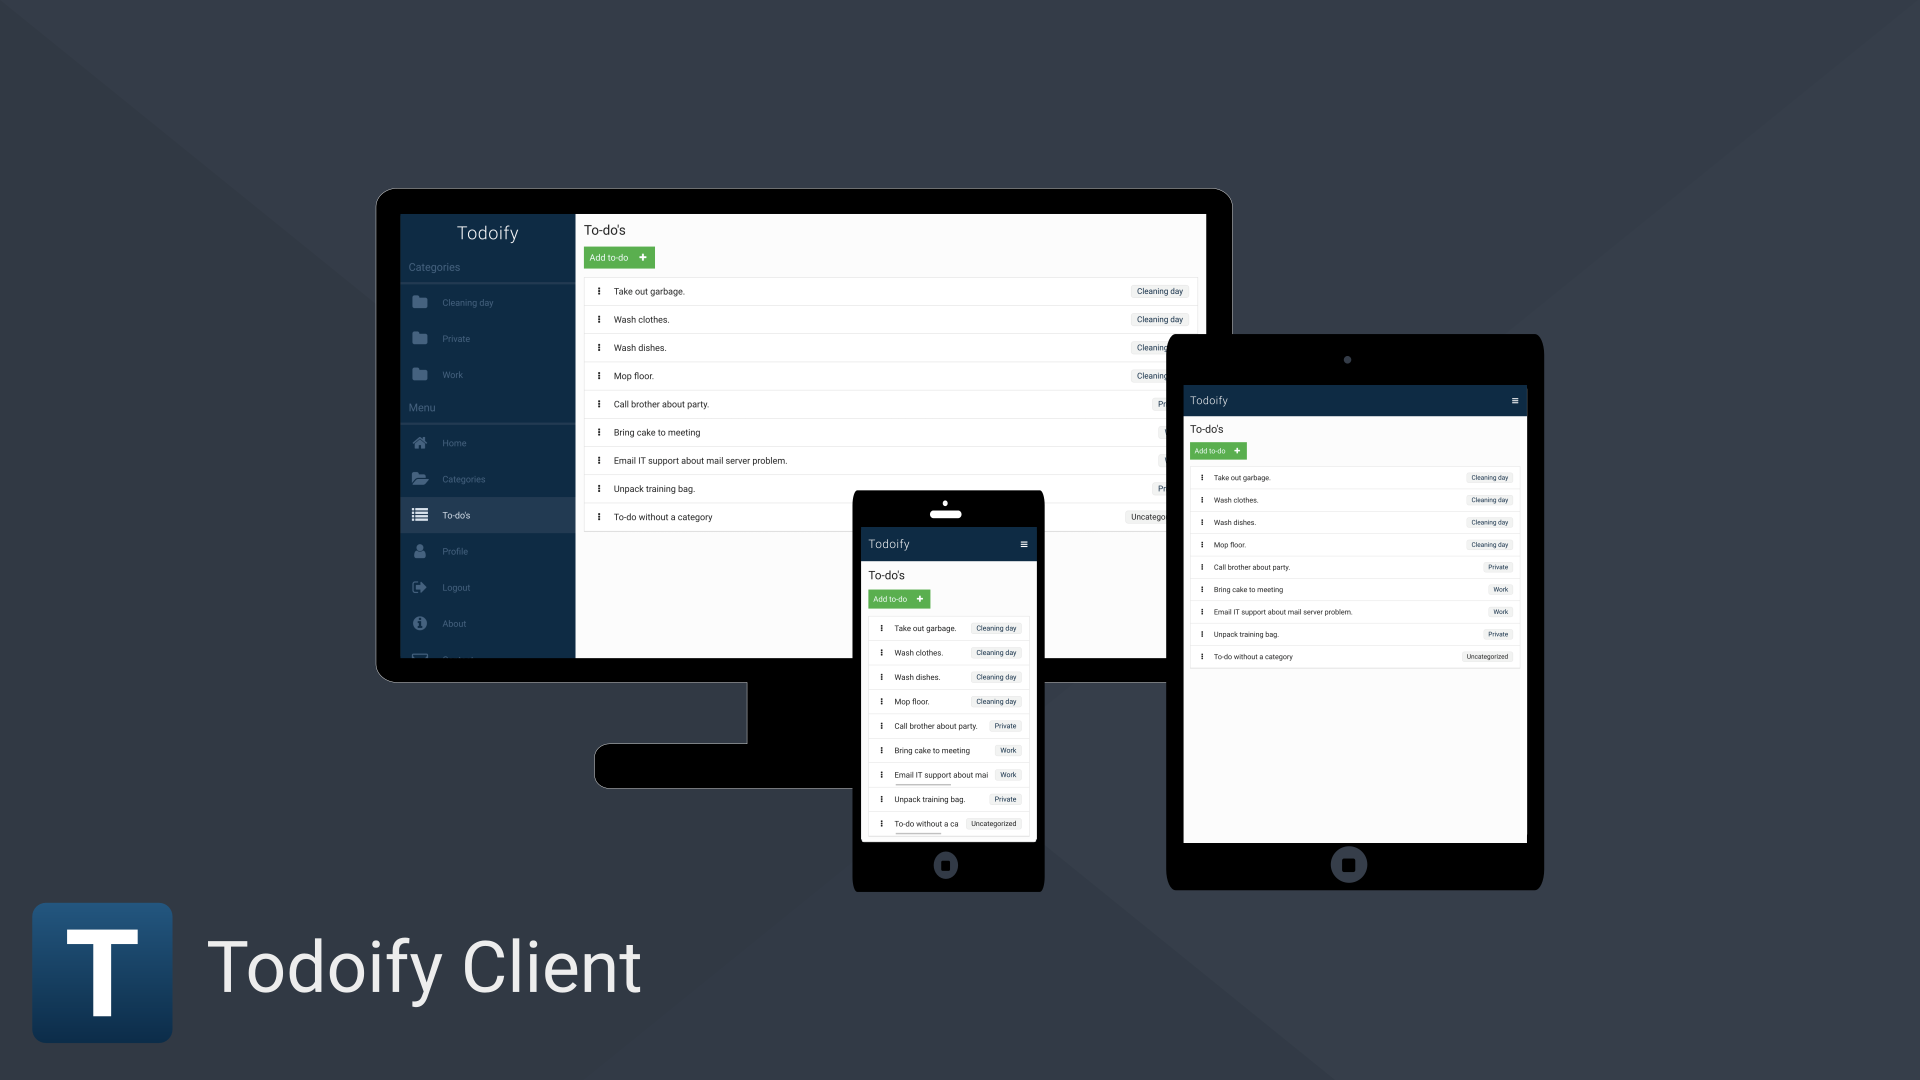 Todoify
Categories
Cleaning day
Private
Work
Menu
Home
Categories
To-do's
Profile
Logout
About
To-do's
Add to-do
Take out garbage. Cleaning day
Wash clothes. Cleaning day
Wash dishes. Cleaning
Mop floor. Cleaning
Call brother about party. Pr
Bring cake to meeting
Email IT support about mail server problem.
Unpack training bag. Pr
To-do without a category Uncatego
Todoify
To-do's
Add to-do
Take out garbage. Cleaning day
Wash clothes. Cleaning day
Wash dishes. Cleaning day
Mop floor. Cleaning day
Call brother about party. Private
Bring cake to meeting Work
Email IT support about mai Work
Unpack training bag. Private
To-do without a ca Uncategorized
Todoify
To-do's
Add to-do
Take out garbage. Cleaning day
Wash clothes. Cleaning day
Wash dishes. Cleaning day
Mop floor. Cleaning day
Call brother about party. Private
Bring cake to meeting Work
Email IT support about mail server problem. Work
Unpack training bag. Private
To-do without a category Uncategorized
T
Todoify Client